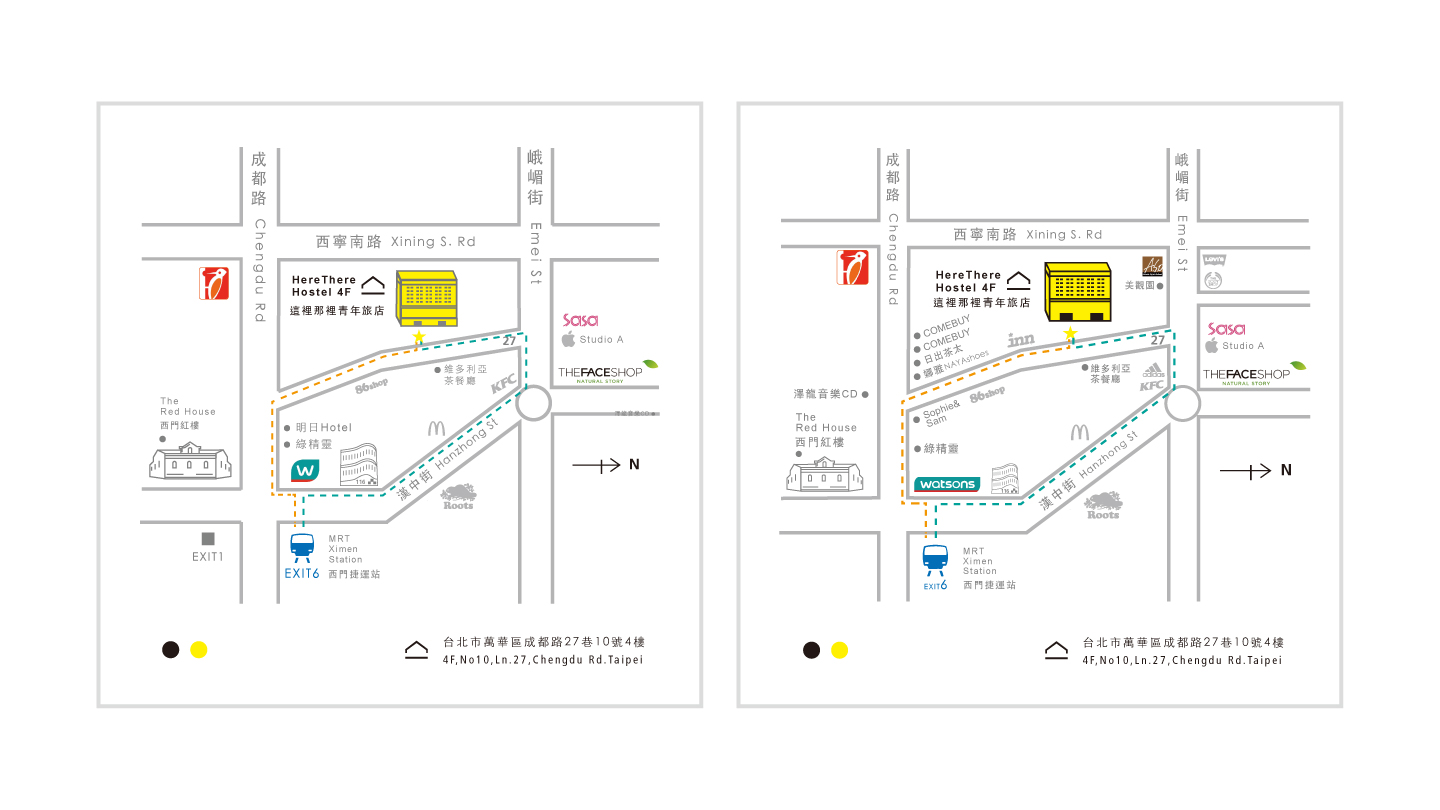 成都路 Chengdu Rd
峨嵋街 Emei St
西寧南路 Xining S. Rd
HereThere
Hostel 4F
這裡那裡青年旅店
sasa
Studio A
27
THEFACESHOP
NATURAL STORY
維多利亞
茶餐廳
86shop
KFC
The
Red House
西門紅樓
明日Hotel
綠精靈
W
116
漢中街 Hanzhong St
澤龍音樂CD
N
Roots
EXIT1
MRT
Ximen
Station
EXIT6
西門捷運站
台北市萬華區成都路27巷10號4樓
4F,No10,Ln.27,Chengdu Rd.Taipei
成都路 Chengdu Rd
峨嵋街 Emei St
西寧南路 Xining S. Rd
HereThere
Hostel 4F
這裡那裡青年旅店
美觀園
LEVI'S
COMEBUY
COMEBUY
日出茶太
NAYAshoes
inn
27
sasa
Studio A
THEFACESHOP
NATURAL STORY
維多利亞
茶餐廳
adidas
KFC
86shop
澤龍音樂CD
The
Red House
西門紅樓
Sophie&
Sam
綠精靈
watsons
116
漢中街 Hanzhong St
N
Roots
MRT
Ximen
Station
EXIT6
西門捷運站
台北市萬華區成都路27巷10號4樓
4F,No10,Ln.27,Chengdu Rd.Taipei